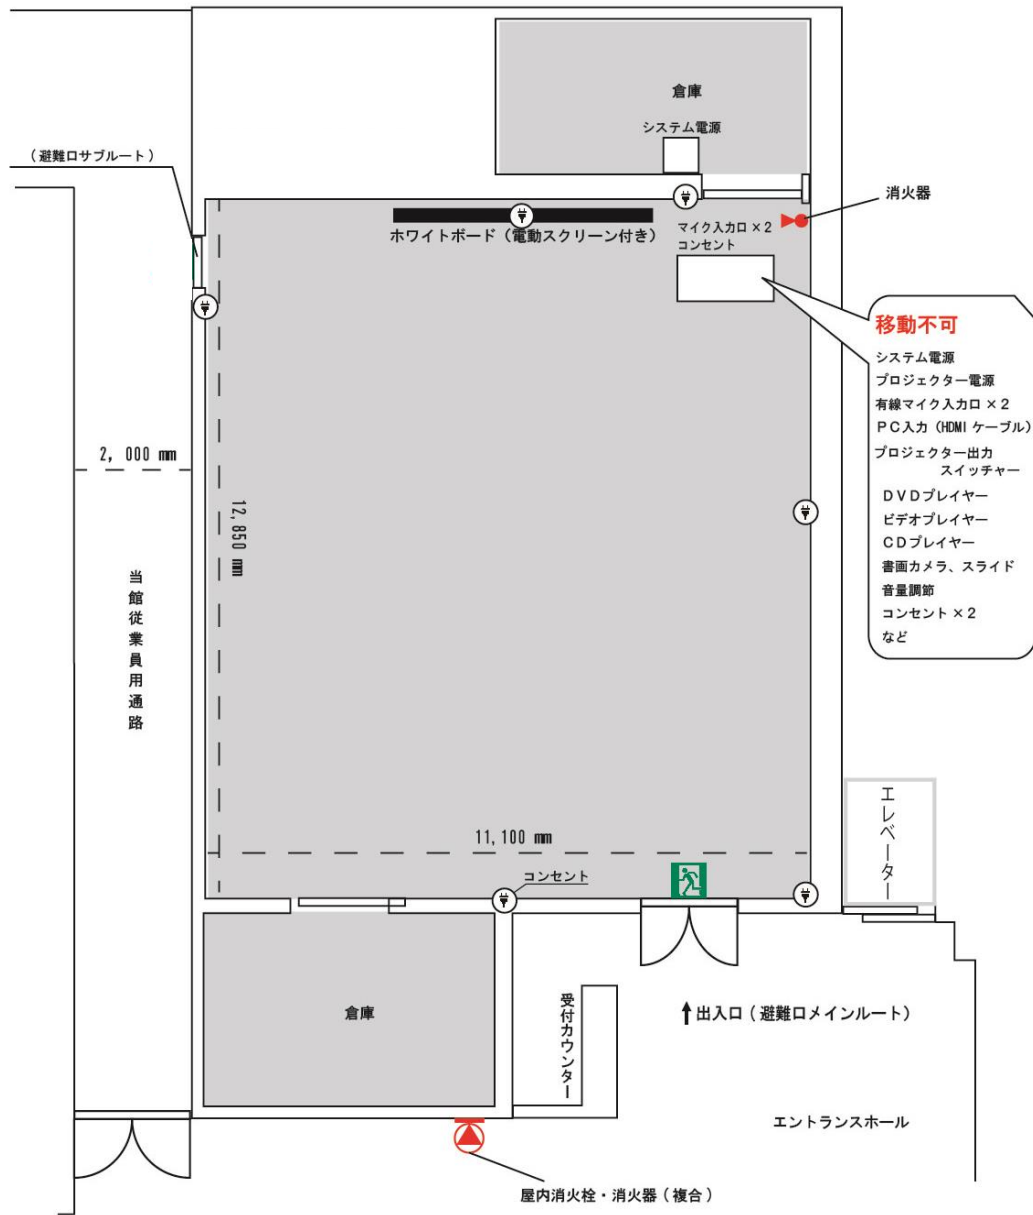 倉庫
システム電源
(避難口サブルート)
消火器
ホワイトボード(電動スクリーン付き)
マイク入力口×2
コンセント
移動不可
システム電源
プロジェクター電源
有線マイク入力口×2
PC入力(HDMIケーブル)
プロジェクター出力
スイッチャー
DVDプレイヤー
ビデオプレイヤー
CDプレイヤー
書画カメラ、スライド
音量調節
コンセント×2
など
2,000 mm
12,850 mm
当館従業員用通路
11,100 mm
コンセント
エレベーター
倉庫
受付カウンター
出入口(避難口メインルート)
エントランスホール
屋内消火栓・消火器(複合)